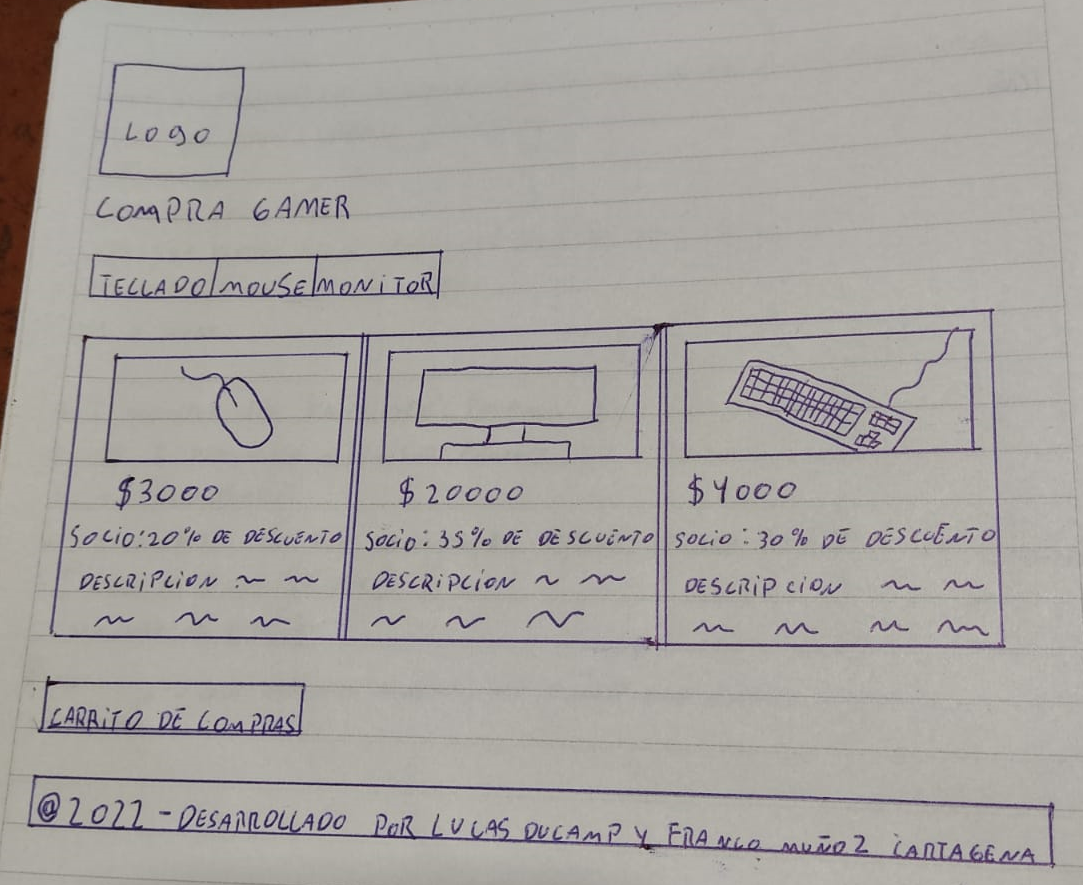 LOGO
COMPRA GAMER
TECLADO MOUSE MONITOR
$3000 $20000 $4000
SOCIO:20% DE DESCUENTO SOCIO: 35% DE DESCUENTO SOCIO: 30% DE DESCUENTO
DESCRIPCION DESCRIPCION DESCRIPCION
CARRITO DE COMPRAS
@2022 - DESARROLLADO POR LUCAS DUCAMP Y FRANCO MUÑOZ CARTAGENA